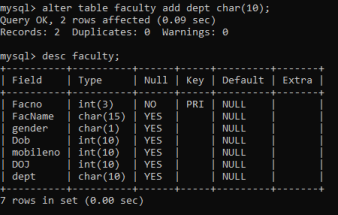 mysql> alter table faculty add dept char(10);
Query OK, 2 rows affected (0.09 sec)
Records: 2  Duplicates: 0  Warnings: 0

mysql> desc faculty;
+----------+----------+------+-----+---------+-------+
| Field    | Type     | Null | Key | Default | Extra |
+----------+----------+------+-----+---------+-------+
| Facno    | int(3)   | NO   | PRI | NULL    |       |
| FacName  | char(15) | YES  |     | NULL    |       |
| gender   | char(1)  | YES  |     | NULL    |       |
| Dob      | int(10)  | YES  |     | NULL    |       |
| mobileno | int(10)  | YES  |     | NULL    |       |
| DOJ      | int(10)  | YES  |     | NULL    |       |
| dept     | char(10) | YES  |     | NULL    |       |
+----------+----------+------+-----+---------+-------+
7 rows in set (0.00 sec)